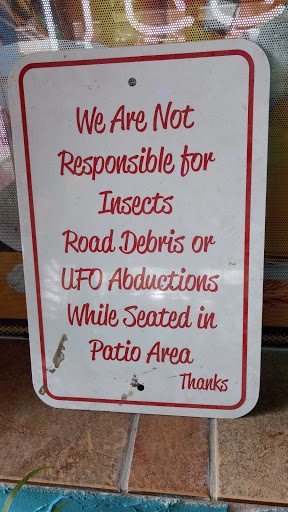 We Are Not
Responsible for
Insects
Road Debris or
UFO Abductions
While Seated in
Patio Area
Thanks